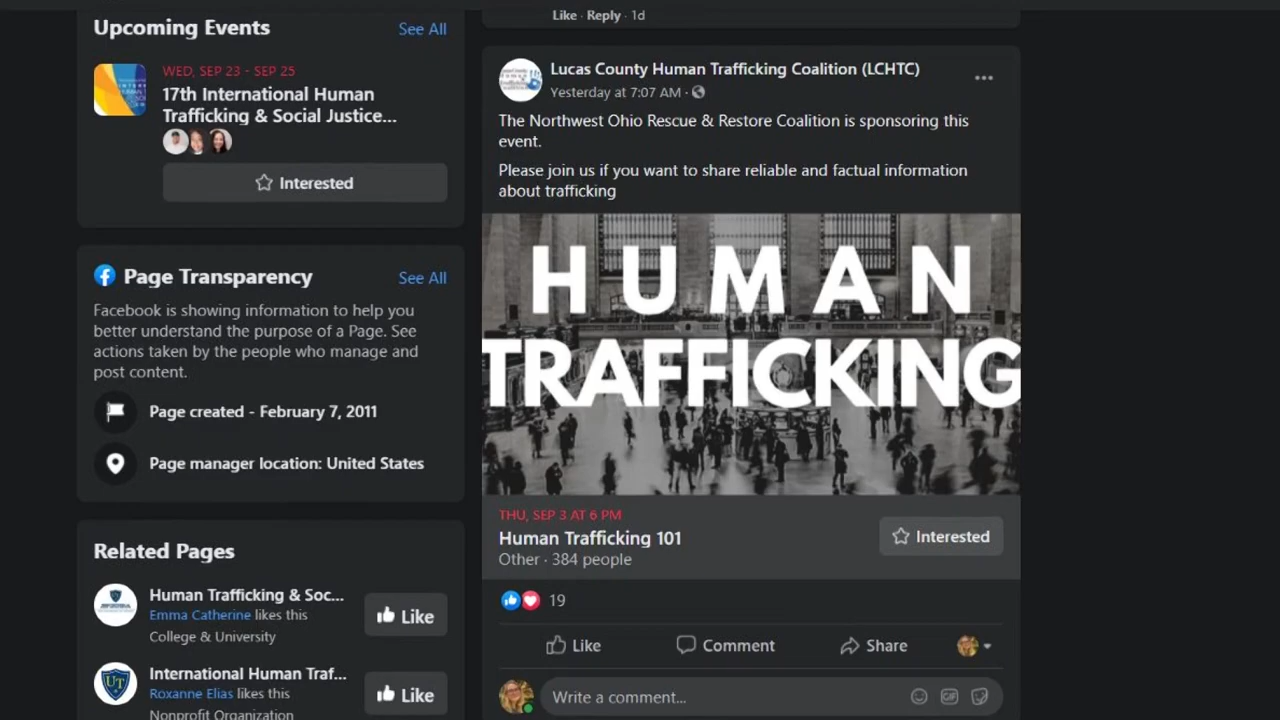 Upcoming Events
See All
WED, SEP 23 - SEP 25
17th International Human
Trafficking & Social Justice...
Interested
Page Transparency
See All
Facebook is showing information to help you
better understand the purpose of a Page. See
actions taken by the people who manage and
post content.
Page created - February 7, 2011
Page manager location: United States
Related Pages
Human Trafficking & Soc...
Emma Catherine likes this
College & University
Like
International Human Traf...
Roxanne Elias likes this
Nonprofit Organization
Like
UT
Like · Reply · 1d
Lucas County Human Trafficking Coalition (LCHTC)
Yesterday at 7:07 AM ·
The Northwest Ohio Rescue & Restore Coalition is sponsoring this
event.
Please join us if you want to share reliable and factual information
about trafficking
HUMAN
TRAFFICKING
THU, SEP 3 AT 6 PM
Human Trafficking 101
Other · 384 people
Interested
19
Like
Comment
Share
Write a comment...
GIF